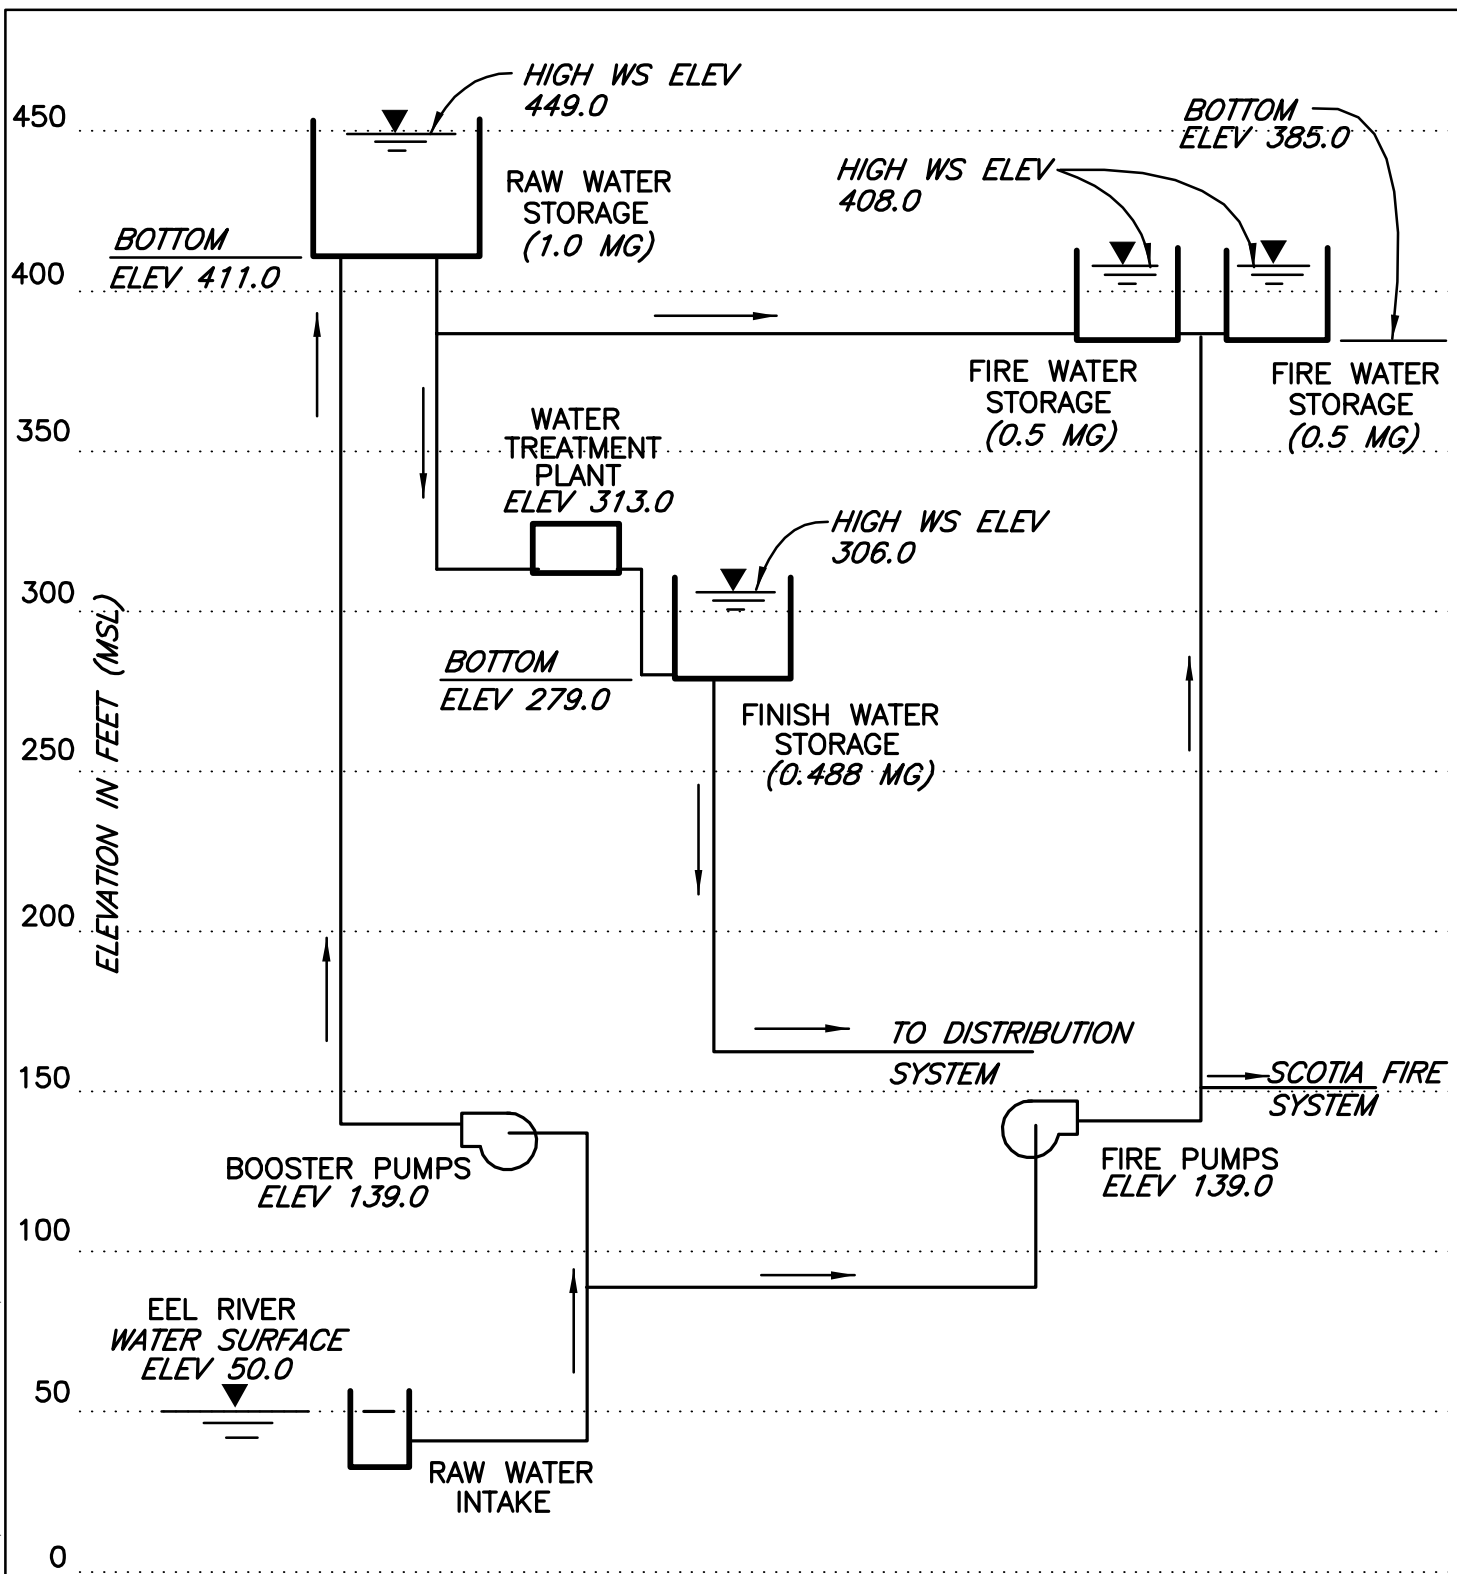 HIGH WS ELEV
449.0
450
BOTTOM
ELEV 385.0
HIGH WS ELEV
408.0
RAW WATER
STORAGE
(1.0 MG)
BOTTOM
ELEV 411.0
400
FIRE WATER
STORAGE
(0.5 MG)
FIRE WATER
STORAGE
(0.5 MG)
350
WATER
TREATMENT
PLANT
ELEV 313.0
HIGH WS ELEV
306.0
300
BOTTOM
ELEV 279.0
FINISH WATER
STORAGE
(0.488 MG)
250
ELEVATION IN FEET (MSL)
200
TO DISTRIBUTION
SYSTEM
150
SCOTIA FIRE
SYSTEM
BOOSTER PUMPS
ELEV 139.0
FIRE PUMPS
ELEV 139.0
100
EEL RIVER
WATER SURFACE
ELEV 50.0
50
RAW WATER
INTAKE
0